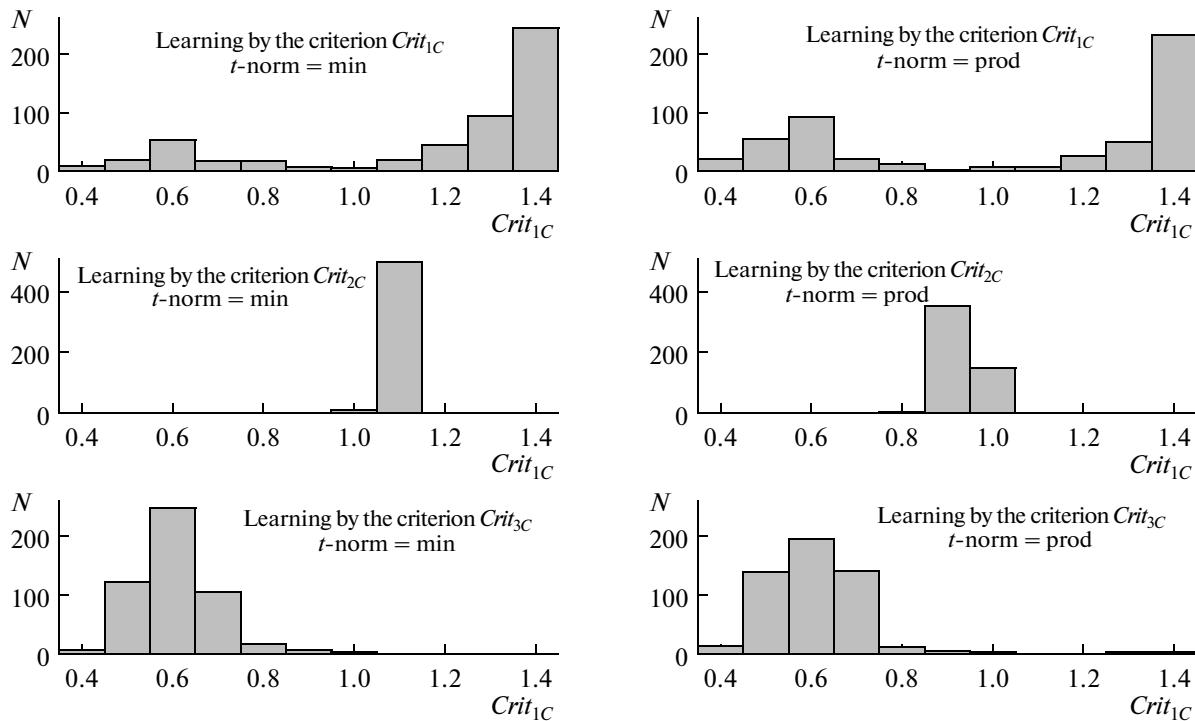 N
Learning by the criterion Crit1C
t-norm = min
200
100
0
0.4 0.6 0.8 1.0 1.2 1.4
Crit1C
N
Learning by the criterion Crit1C
t-norm = prod
200
100
0
0.4 0.6 0.8 1.0 1.2 1.4
Crit1C
N
Learning by the criterion Crit2C
t-norm = min
400
200
0
0.4 0.6 0.8 1.0 1.2 1.4
Crit1C
N
Learning by the criterion Crit2C
t-norm = prod
400
200
0
0.4 0.6 0.8 1.0 1.2 1.4
Crit1C
N
Learning by the criterion Crit3C
t-norm = min
200
100
0
0.4 0.6 0.8 1.0 1.2 1.4
Crit1C
N
Learning by the criterion Crit3C
t-norm = prod
200
100
0
0.4 0.6 0.8 1.0 1.2 1.4
Crit1C